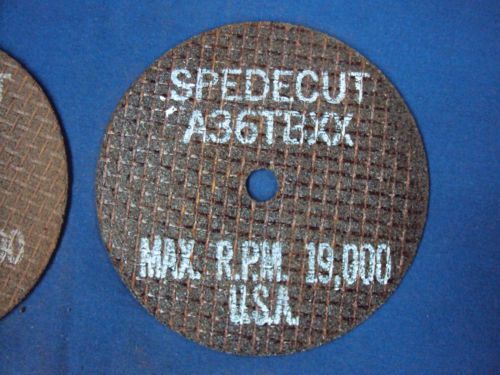 SPEDECUT
A36TBXX
MAX. R.P.M. 19,000
U.S.A.